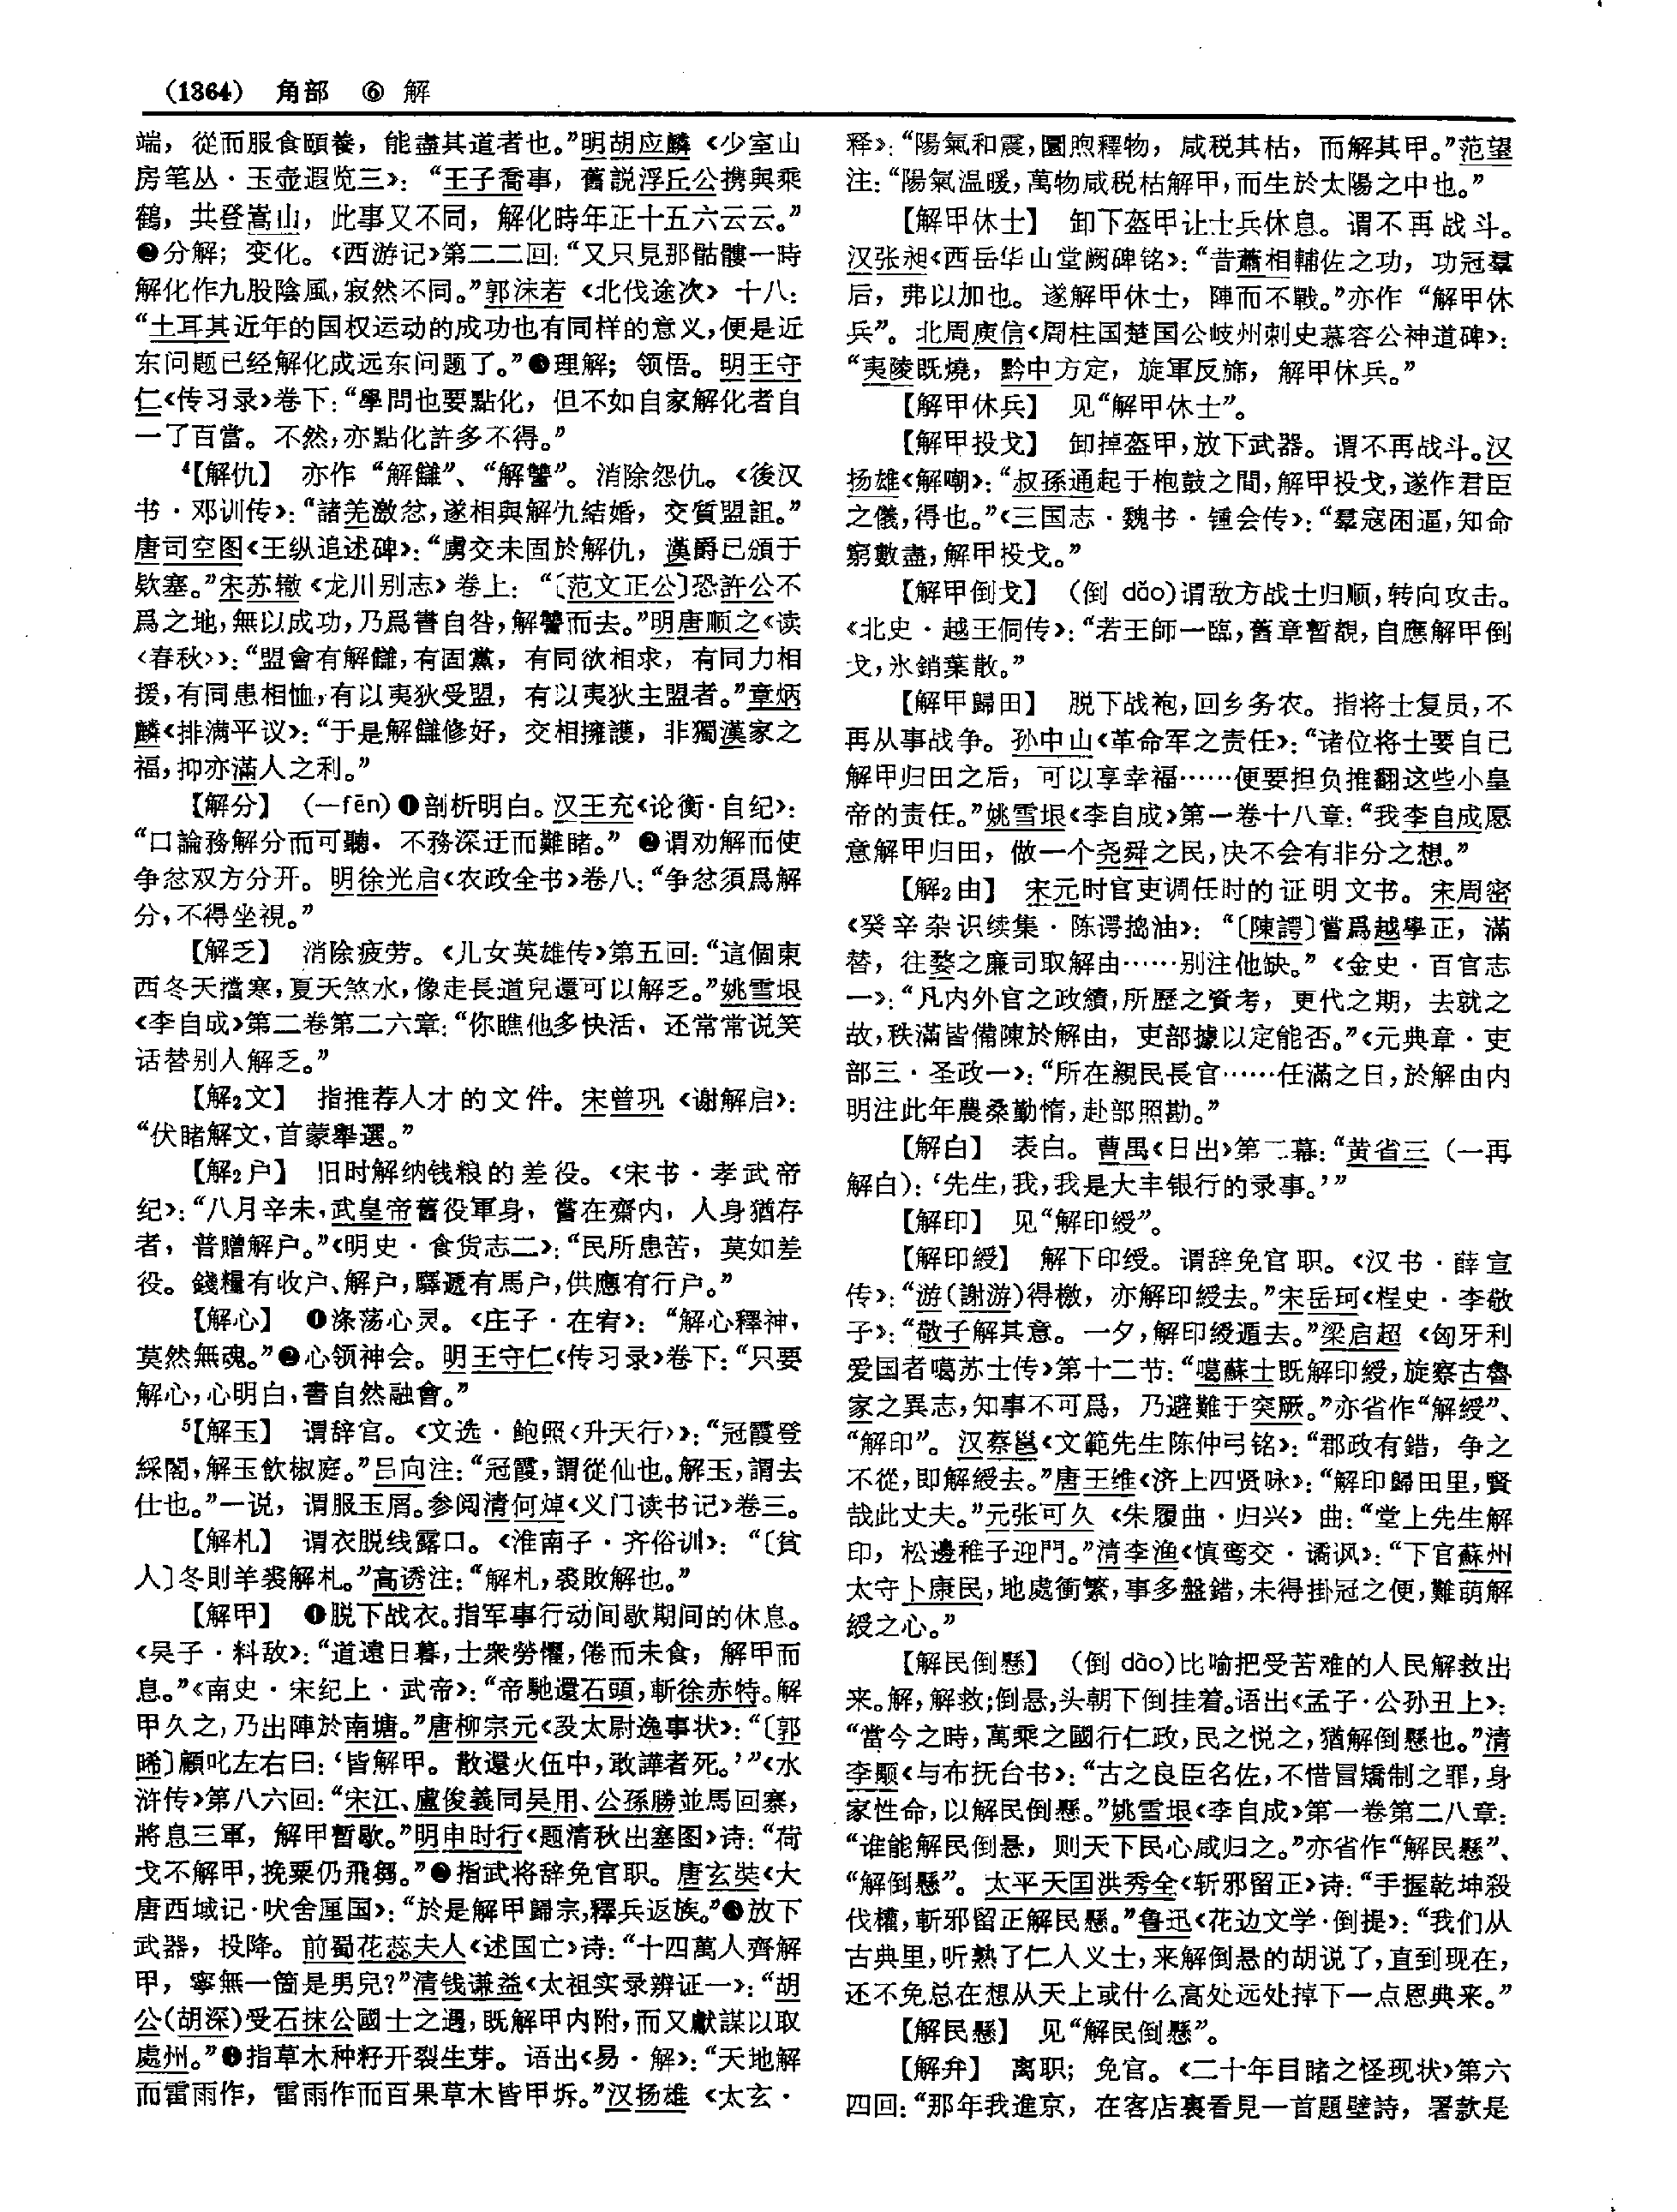 (1364) 角部 ⑥ 解
端，從而服食頤養，能盡其道者也。”明胡应麟《少室山
房笔丛·玉壶遐览三》：“王子喬事，舊説浮丘公携與乘
鶴，共登嵩山，此事又不同，解化時年正十五六云云。”
❷分解；变化。《西游记》第二二回：“又只見那骷髏一時
解化作九股陰風，寂然不同。”郭沫若《北伐途次》十八：
“土耳其近年的国权运动的成功也有同样的意义，便是近
东问题已经解化成远东问题了。”❸理解；领悟。明王守
仁《传习录》卷下：“學問也要點化，但不如自家解化者自
一了百當。不然，亦點化許多不得。”
⁴【解仇】 亦作“解讎”、“解讐”。消除怨仇。《後汉
书·邓训传》：“諸羌激忿，遂相與解仇結婚，交質盟詛。”
唐司空图《王纵追述碑》：“虜交未固於解仇，漢爵已頒于
欵塞。”宋苏辙《龙川别志》卷上：“〔范文正公〕恐許公不
爲之地，無以成功，乃爲書自咎，解讐而去。”明唐顺之《读
〈春秋〉》：“盟會有解讎，有固黨，有同欲相求，有同力相
援，有同患相恤，有以夷狄受盟，有以夷狄主盟者。”章炳
麟《排满平议》：“于是解讎修好，交相擁護，非獨漢家之
福，抑亦滿人之利。”
【解分】 (—fēn)❶剖析明白。汉王充《论衡·自纪》：
“口論務解分而可聽，不務深迂而難睹。”❷谓劝解而使
争忿双方分开。明徐光启《农政全书》卷八：“争忿須爲解
分，不得坐視。”
【解乏】 消除疲劳。《儿女英雄传》第五回：“這個東
西冬天擋寒，夏天煞水，像走長道兒還可以解乏。”姚雪垠
《李自成》第二卷第二六章：“你瞧他多快活，还常常说笑
话替别人解乏。”
【解₂文】 指推荐人才的文件。宋曾巩《谢解启》：
“伏睹解文，首蒙舉選。”
【解₂户】 旧时解纳钱粮的差役。《宋书·孝武帝
纪》：“八月辛未，武皇帝舊役軍身，嘗在齋内，人身猶存
者，普贈解户。”《明史·食货志二》：“民所患苦，莫如差
役。錢糧有收户、解户，驛遞有馬户，供應有行户。”
【解心】 ❶涤荡心灵。《庄子·在宥》：“解心釋神，
莫然無魂。”❷心领神会。明王守仁《传习录》卷下：“只要
解心，心明白，書自然融會。”
⁵【解玉】 谓辞官。《文选·鲍照〈升天行〉》：“冠霞登
綵閣，解玉飲椒庭。”吕向注：“冠霞，謂從仙也。解玉，謂去
仕也。”一说，谓服玉屑。参阅清何焯《义门读书记》卷三。
【解札】 谓衣脱线露口。《淮南子·齐俗训》：“〔貧
人〕冬則羊裘解札。”高诱注：“解札，裘敗解也。”
【解甲】 ❶脱下战衣。指军事行动间歇期间的休息。
《吴子·料敌》：“道遠日暮，士衆勞懼，倦而未食，解甲而
息。”《南史·宋纪上·武帝》：“帝馳還石頭，斬徐赤特。解
甲久之，乃出陣於南塘。”唐柳宗元《段太尉逸事状》：“〔郭
晞〕顧叱左右曰：‘皆解甲。散還火伍中，敢譁者死。’”《水
浒传》第八六回：“宋江、盧俊義同吴用、公孫勝並馬回寨，
將息三軍，解甲暫歇。”明申时行《题清秋出塞图》诗：“荷
戈不解甲，挽粟仍飛芻。”❷指武将辞免官职。唐玄奘《大
唐西域记·吠舍厘国》：“於是解甲歸宗，釋兵返族。”❸放下
武器，投降。前蜀花蕊夫人《述国亡》诗：“十四萬人齊解
甲，寧無一箇是男兒？”清钱谦益《太祖实录辨证一》：“胡
公(胡深)受石抹公國士之遇，既解甲内附，而又獻謀以取
處州。”❹指草木种籽开裂生芽。语出《易·解》：“天地解
而雷雨作，雷雨作而百果草木皆甲坼。”汉扬雄《太玄·
释》：“陽氣和震，圜煦釋物，咸税其枯，而解其甲。”范望
注：“陽氣温暖，萬物咸税枯解甲，而生於太陽之中也。”
【解甲休士】 卸下盔甲让士兵休息。谓不再战斗。
汉张昶《西岳华山堂阙碑铭》：“昔蕭相輔佐之功，功冠羣
后，弗以加也。遂解甲休士，陣而不戰。”亦作“解甲休
兵”。北周庾信《周柱国楚国公岐州刺史慕容公神道碑》：
“夷陵既燒，黔中方定，旋軍反旆，解甲休兵。”
【解甲休兵】 见“解甲休士”。
【解甲投戈】 卸掉盔甲，放下武器。谓不再战斗。汉
扬雄《解嘲》：“叔孫通起于枹鼓之間，解甲投戈，遂作君臣
之儀，得也。”《三国志·魏书·锺会传》：“羣寇困逼，知命
窮數盡，解甲投戈。”
【解甲倒戈】 (倒 dǎo)谓敌方战士归顺，转向攻击。
《北史·越王侗传》：“若王師一臨，舊章暫覩，自應解甲倒
戈，氷銷葉散。”
【解甲歸田】 脱下战袍，回乡务农。指将士复员，不
再从事战争。孙中山《革命军之责任》：“诸位将士要自己
解甲归田之后，可以享幸福……便要担负推翻这些小皇
帝的责任。”姚雪垠《李自成》第一卷十八章：“我李自成愿
意解甲归田，做一个尧舜之民，决不会有非分之想。”
【解₂由】 宋元时官吏调任时的证明文书。宋周密
《癸辛杂识续集·陈谔捣油》：“〔陳諤〕嘗爲越學正，滿
替，往婺之廉司取解由……别注他缺。”《金史·百官志
一》：“凡内外官之政績，所歷之資考，更代之期，去就之
故，秩滿皆備陳於解由，吏部據以定能否。”《元典章·吏
部三·圣政一》：“所在親民長官……任滿之日，於解由内
明注此年農桑勤惰，赴部照勘。”
【解白】 表白。曹禺《日出》第二幕：“黄省三（一再
解白）：‘先生，我，我是大丰银行的录事。’”
【解印】 见“解印綬”。
【解印綬】 解下印绶。谓辞免官职。《汉书·薛宣
传》：“游(謝游)得檄，亦解印綬去。”宋岳珂《桯史·李敬
子》：“敬子解其意。一夕，解印綬遁去。”梁启超《匈牙利
爱国者噶苏士传》第十二节：“噶蘇士既解印綬，旋察古魯
家之異志，知事不可爲，乃避難于突厥。”亦省作“解綬”、
“解印”。汉蔡邕《文範先生陈仲弓铭》：“郡政有錯，争之
不從，即解綬去。”唐王维《济上四贤咏》：“解印歸田里，賢
哉此丈夫。”元张可久《朱履曲·归兴》曲：“堂上先生解
印，松邊稚子迎門。”清李渔《慎鸾交·谲讽》：“下官蘇州
太守卜康民，地處衝繁，事多盤錯，未得掛冠之便，難萌解
綬之心。”
【解民倒懸】 (倒 dào)比喻把受苦难的人民解救出
来。解，解救；倒悬，头朝下倒挂着。语出《孟子·公孙丑上》：
“當今之時，萬乘之國行仁政，民之悦之，猶解倒懸也。”清
李颙《与布抚台书》：“古之良臣名佐，不惜冒矯制之罪，身
家性命，以解民倒懸。”姚雪垠《李自成》第一卷第二八章：
“谁能解民倒悬，则天下民心咸归之。”亦省作“解民懸”、
“解倒懸”。太平天囯洪秀全《斩邪留正》诗：“手握乾坤殺
伐權，斬邪留正解民懸。”鲁迅《花边文学·倒提》：“我们从
古典里，听熟了仁人义士，来解倒悬的胡说了，直到现在，
还不免总在想从天上或什么高处远处掉下一点恩典来。”
【解民懸】 见“解民倒懸”。
【解弁】 离职；免官。《二十年目睹之怪现状》第六
四回：“那年我進京，在客店裏看見一首題壁詩，署款是